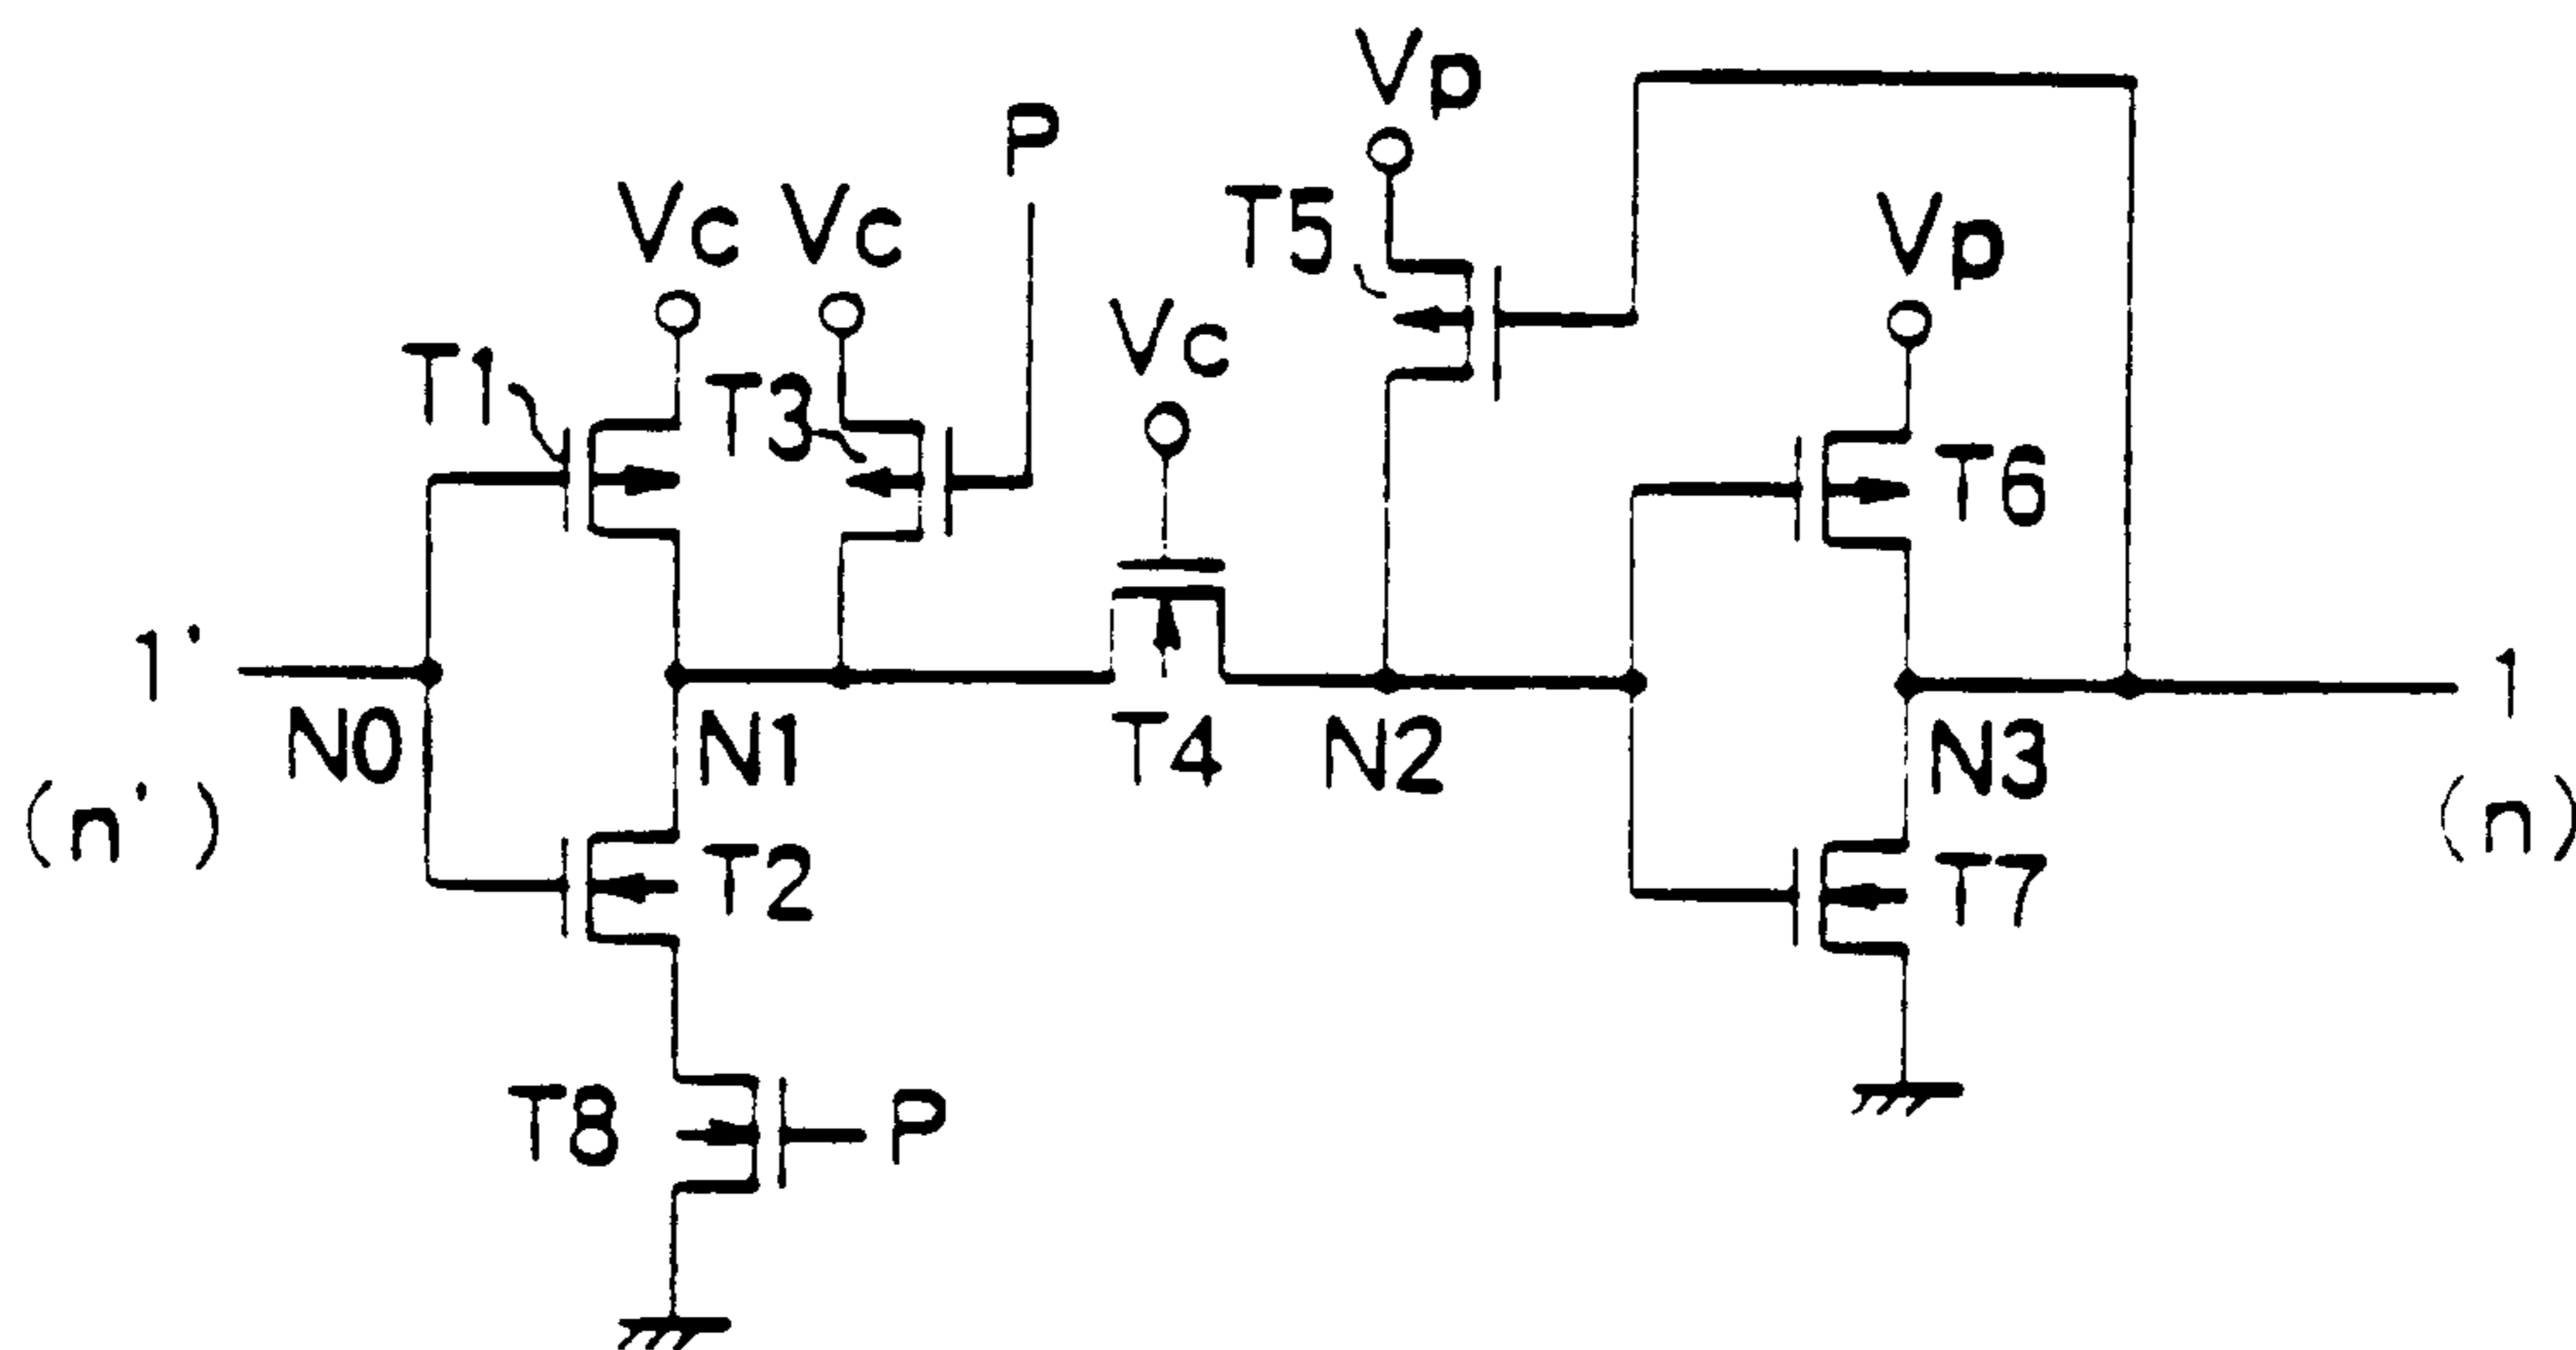 Vp
P
Vc
Vc
T5
Vp
Vc
T1
T3
T6
1'
1
N0
N1
T4
N2
N3
(n')
(n)
T2
T7
T8
P